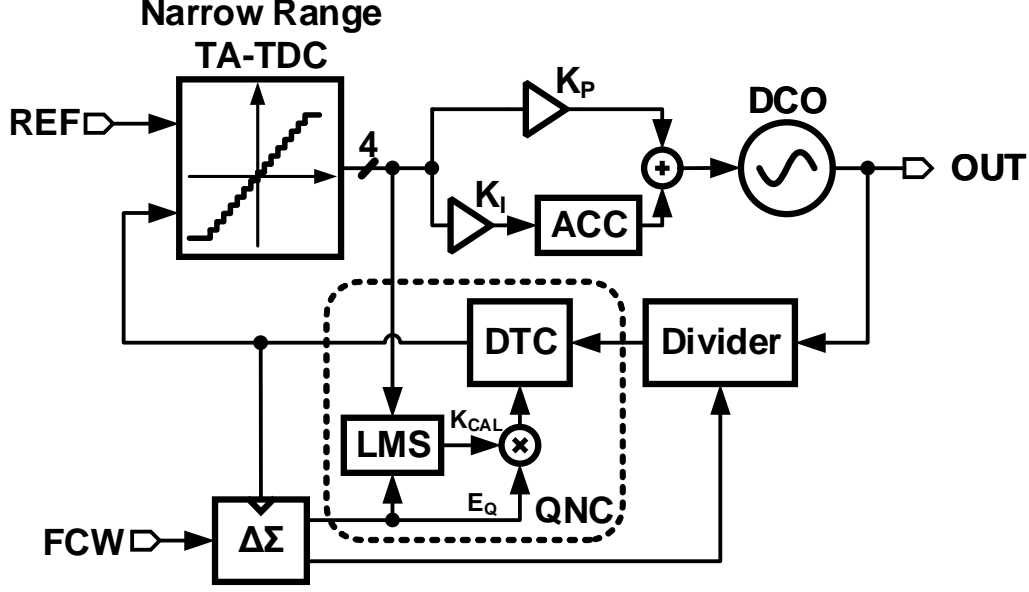 Narrow Range
TA-TDC
REF
4
K_P
K_I
ACC
+
DCO
OUT
DTC
Divider
LMS
K_CAL
×
E_Q
QNC
FCW
ΔΣ